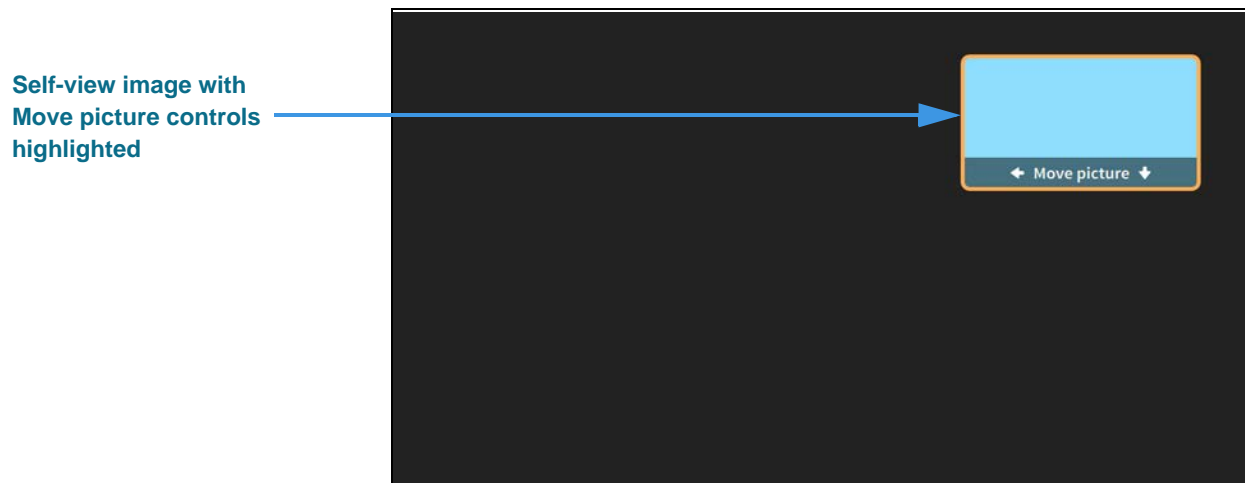 Self-view image with
Move picture controls
highlighted
Move picture